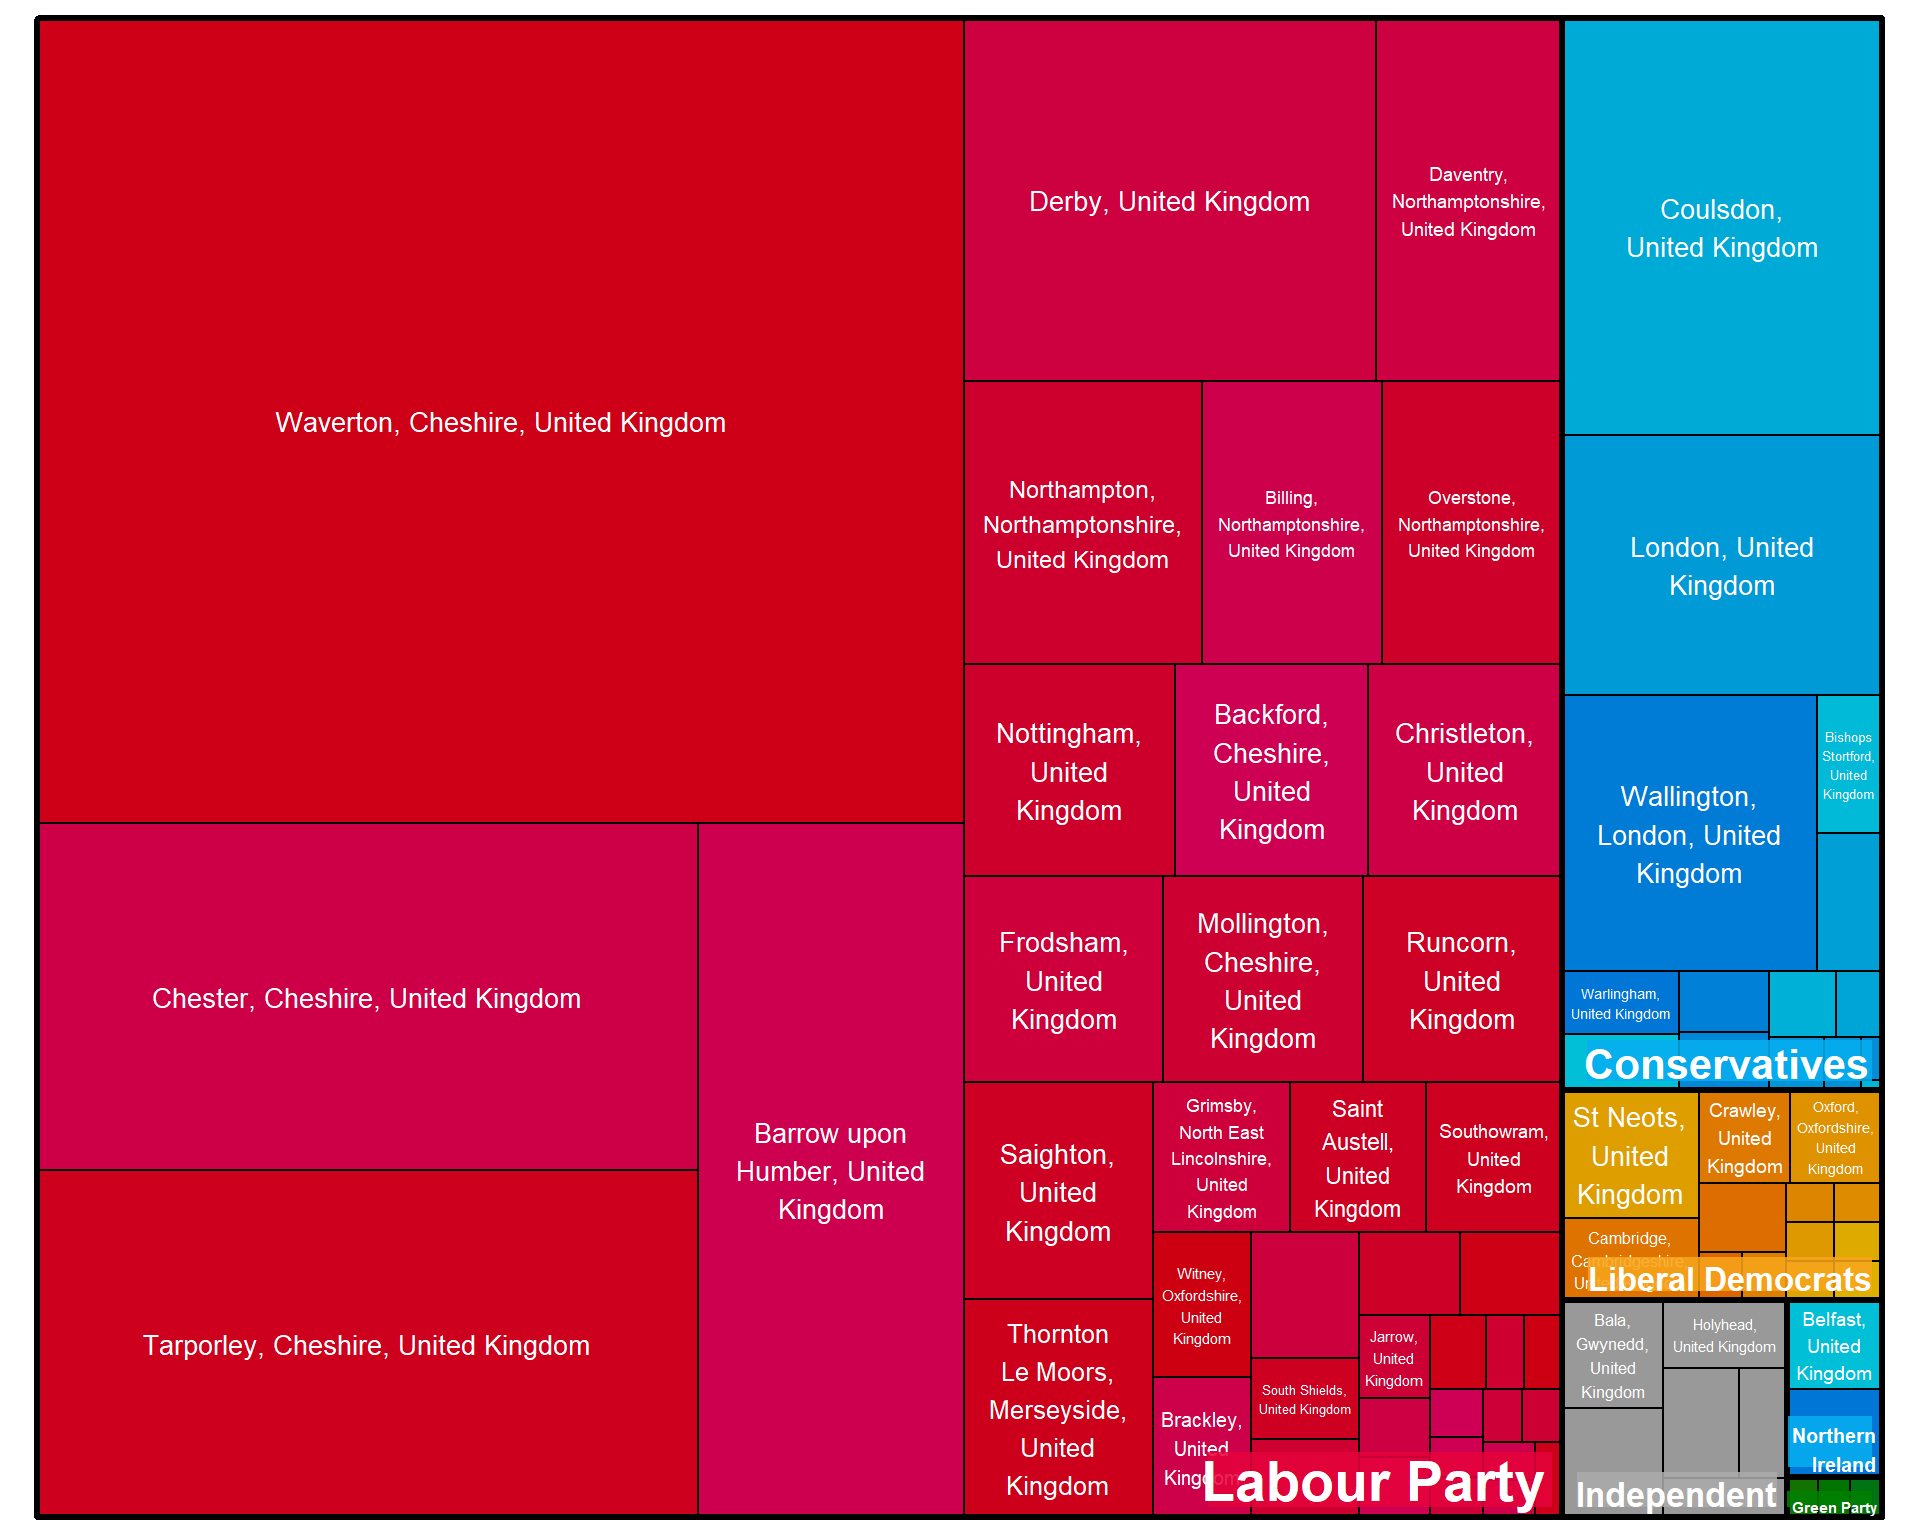 Waverton, Cheshire, United Kingdom
Chester, Cheshire, United Kingdom
Tarporley, Cheshire, United Kingdom
Barrow upon
Humber, United
Kingdom
Derby, United Kingdom
Daventry,
Northamptonshire,
United Kingdom
Northampton,
Northamptonshire,
United Kingdom
Billing,
Northamptonshire,
United Kingdom
Overstone,
Northamptonshire,
United Kingdom
Nottingham,
United
Kingdom
Backford,
Cheshire,
United
Kingdom
Christleton,
United
Kingdom
Frodsham,
United
Kingdom
Mollington,
Cheshire,
United
Kingdom
Runcorn,
United
Kingdom
Saighton,
United
Kingdom
Thornton
Le Moors,
Merseyside,
United
Kingdom
Grimsby,
North East
Lincolnshire,
United
Kingdom
Saint
Austell,
United
Kingdom
Southowram,
United
Kingdom
Witney,
Oxfordshire,
United
Kingdom
Brackley,
United
Kingdom
South Shields,
United Kingdom
Jarrow,
United
Kingdom
Labour Party
Coulsdon,
United Kingdom
London, United
Kingdom
Wallington,
London, United
Kingdom
Bishops
Stortford,
United
Kingdom
Warlingham,
United Kingdom
Conservatives
St Neots,
United
Kingdom
Crawley,
United
Kingdom
Oxford,
Oxfordshire,
United
Kingdom
Cambridge,
Cambridgeshire,
Liberal Democrats
Bala,
Gwynedd,
United
Kingdom
Holyhead,
United Kingdom
Independent
Belfast,
United
Kingdom
Northern
Ireland
Green Party